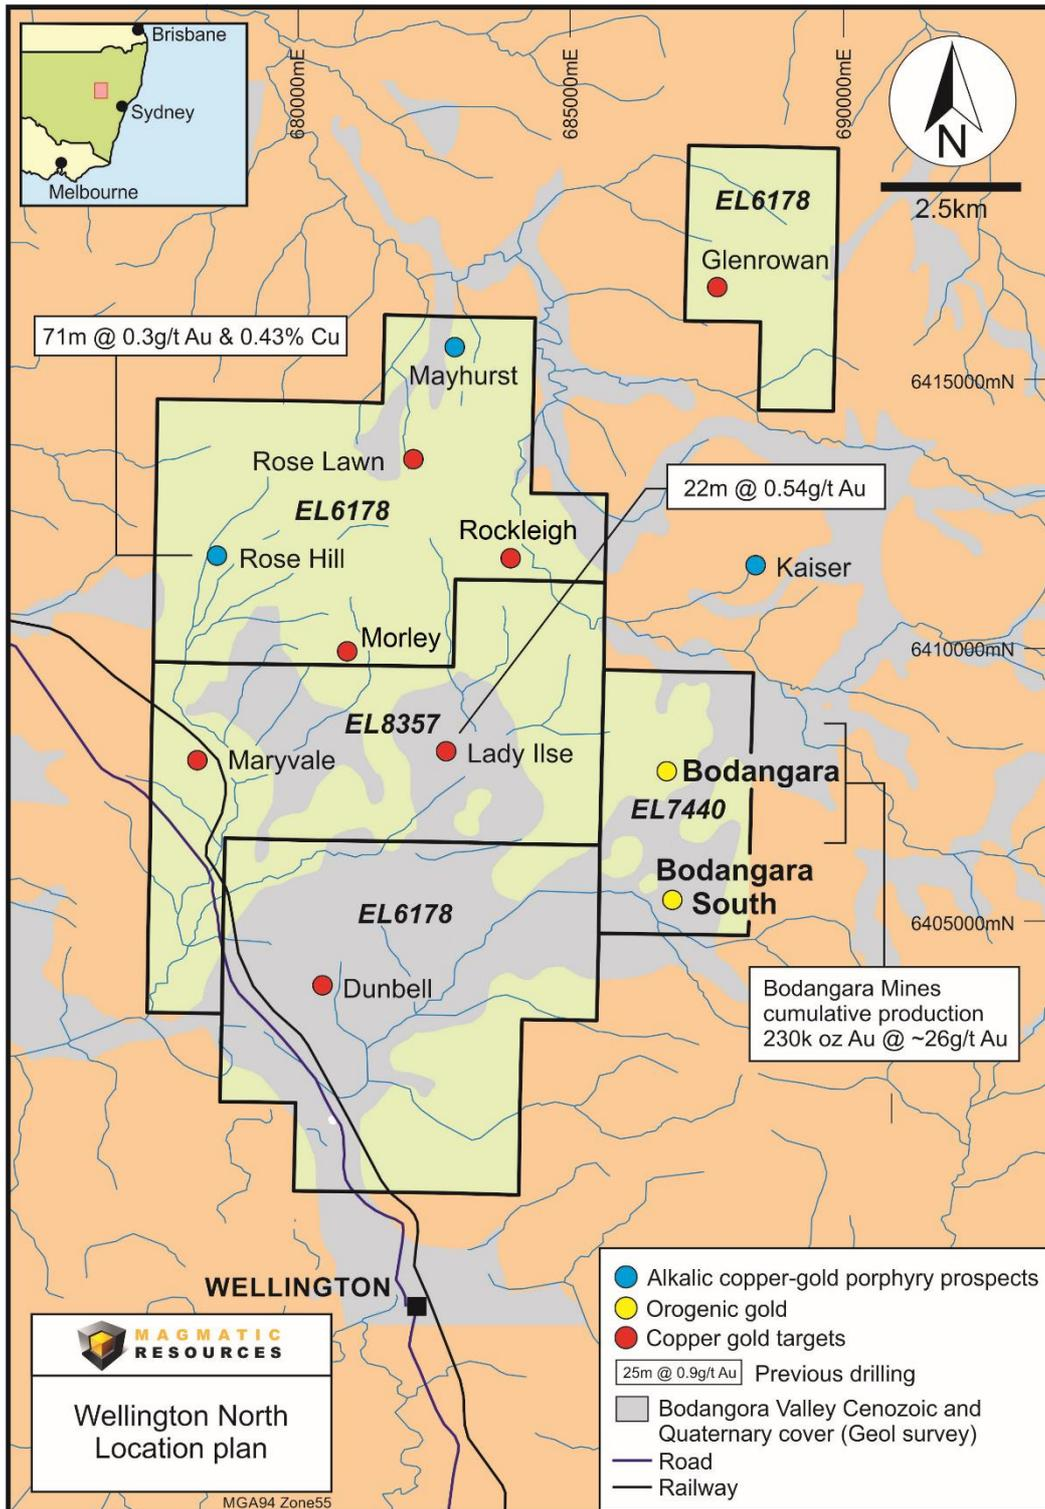 Brisbane
Sydney
Melbourne
680000mE
685000mE
690000mE
N
2.5km
EL6178
Glenrowan
71m @ 0.3g/t Au & 0.43% Cu
Mayhurst
6415000mN
Rose Lawn
22m @ 0.54g/t Au
EL6178
Rockleigh
Rose Hill
Kaiser
Morley
6410000mN
EL8357
Maryvale
Lady Ilse
Bodangara
EL7440
Bodangara
South
EL6178
6405000mN
Dunbell
Bodangara Mines
cumulative production
230k oz Au @ ~26g/t Au
WELLINGTON
Alkalic copper-gold porphyry prospects
Orogenic gold
Copper gold targets
25m @ 0.9g/t Au Previous drilling
Bodangora Valley Cenozoic and
Quaternary cover (Geol survey)
Road
Railway
MAGMATIC
RESOURCES
Wellington North
Location plan
MGA94 Zone55